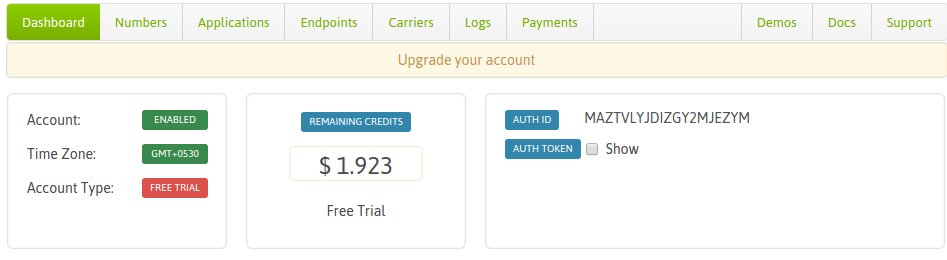 Dashboard Numbers Applications Endpoints Carriers Logs Payments Demos Docs Support
Upgrade your account
Account: ENABLED
Time Zone: GMT+0530
Account Type: FREE TRIAL
REMAINING CREDITS
$ 1.923
Free Trial
AUTH ID MAZTVLYJDIZGY2MJEZYM
AUTH TOKEN Show